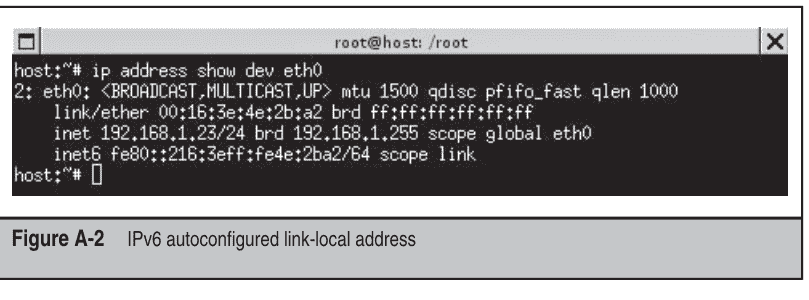 root@host: /root
host:~# ip address show dev eth0
2: eth0: <BROADCAST,MULTICAST,UP> mtu 1500 qdisc pfifo_fast qlen 1000
    link/ether 00:16:3e:4e:2b:a2 brd ff:ff:ff:ff:ff:ff
    inet 192.168.1.23/24 brd 192.168.1.255 scope global eth0
    inet6 fe80::216:3eff:fe4e:2ba2/64 scope link
host:~#
Figure A-2 IPv6 autoconfigured link-local address